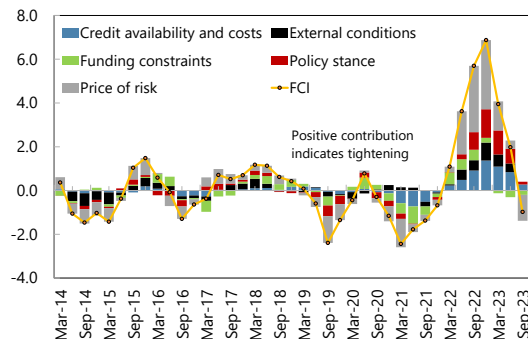 8.0
6.0
4.0
2.0
0.0
-2.0
-4.0
Credit availability and costs
External conditions
Funding constraints
Policy stance
Price of risk
FCI
Positive contribution
indicates tightening
Mar-14
Sep-14
Mar-15
Sep-15
Mar-16
Sep-16
Mar-17
Sep-17
Mar-18
Sep-18
Mar-19
Sep-19
Mar-20
Sep-20
Mar-21
Sep-21
Mar-22
Sep-22
Mar-23
Sep-23